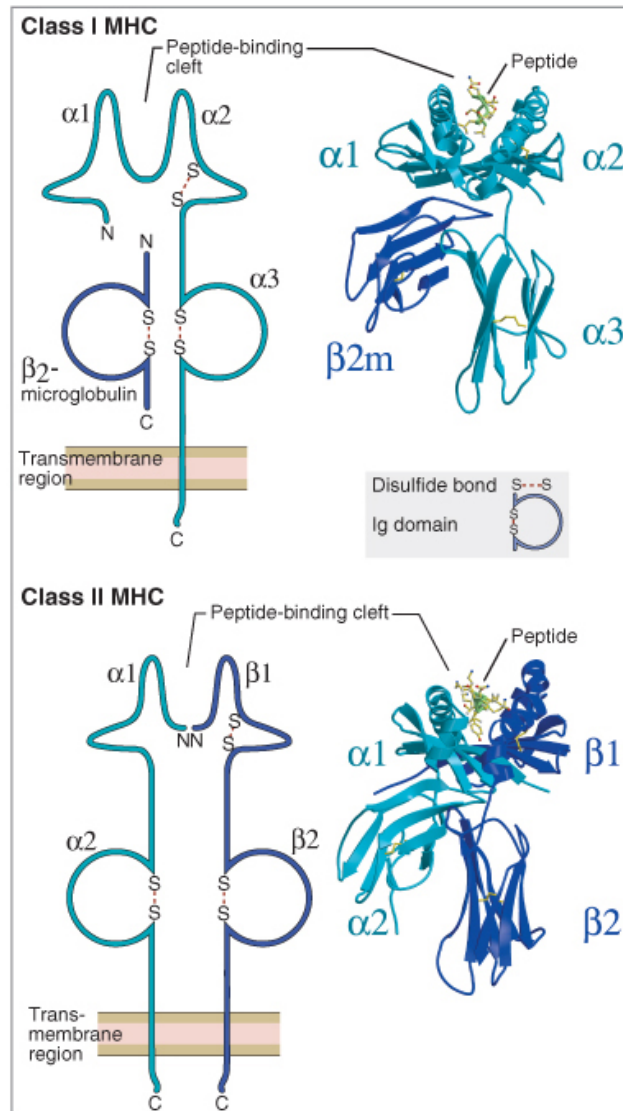 Class I MHC
Peptide-binding
cleft
Peptide
α1
α2
α1
α2
S
S
N
N
α3
S
S
S
S
β2m
α3
β2-
microglobulin
C
Transmembrane
region
C
Disulfide bond
S---S
Ig domain
S
S
Class II MHC
Peptide-binding cleft
Peptide
α1
β1
NN
S
S
α1
β1
α2
β2
S
S
S
S
α2
β2
Trans-
membrane
region
C
C